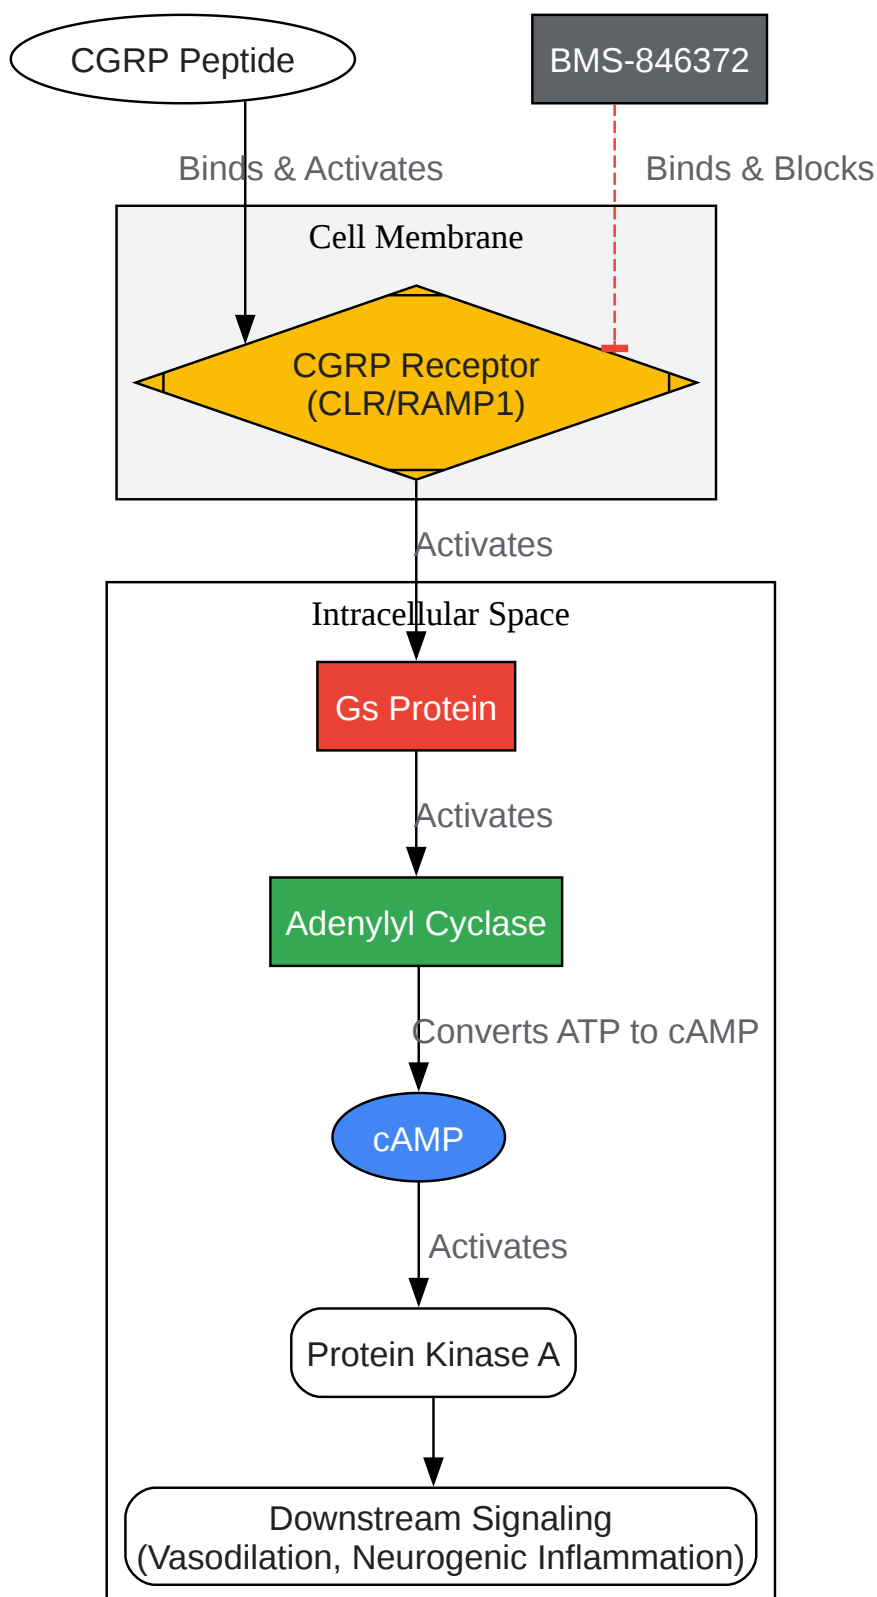 CGRP Peptide
BMS-846372
Binds & Activates
Binds & Blocks
Cell Membrane
CGRP Receptor
(CLR/RAMP1)
Activates
Intracellular Space
Gs Protein
Activates
Adenylyl Cyclase
Converts ATP to cAMP
cAMP
Activates
Protein Kinase A
Downstream Signaling
(Vasodilation, Neurogenic Inflammation)